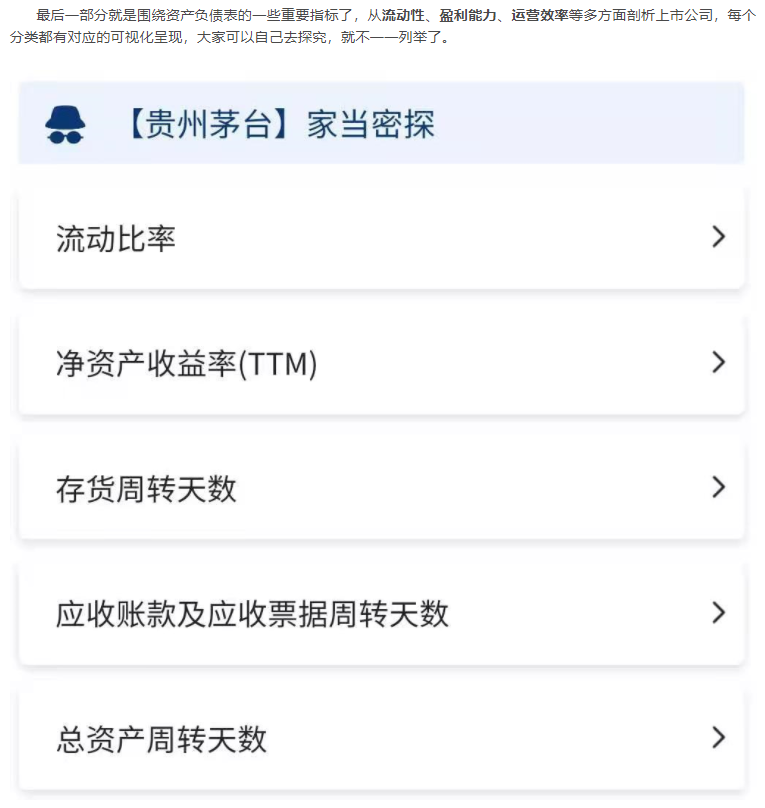 最后一部分就是围绕资产负债表的一些重要指标了，从流动性、盈利能力、运营效率等多方面剖析上市公司，每个
分类都有对应的可视化呈现，大家可以自己去探究，就不一一列举了。
【贵州茅台】家当密探
流动比率
净资产收益率(TTM)
存货周转天数
应收账款及应收票据周转天数
总资产周转天数